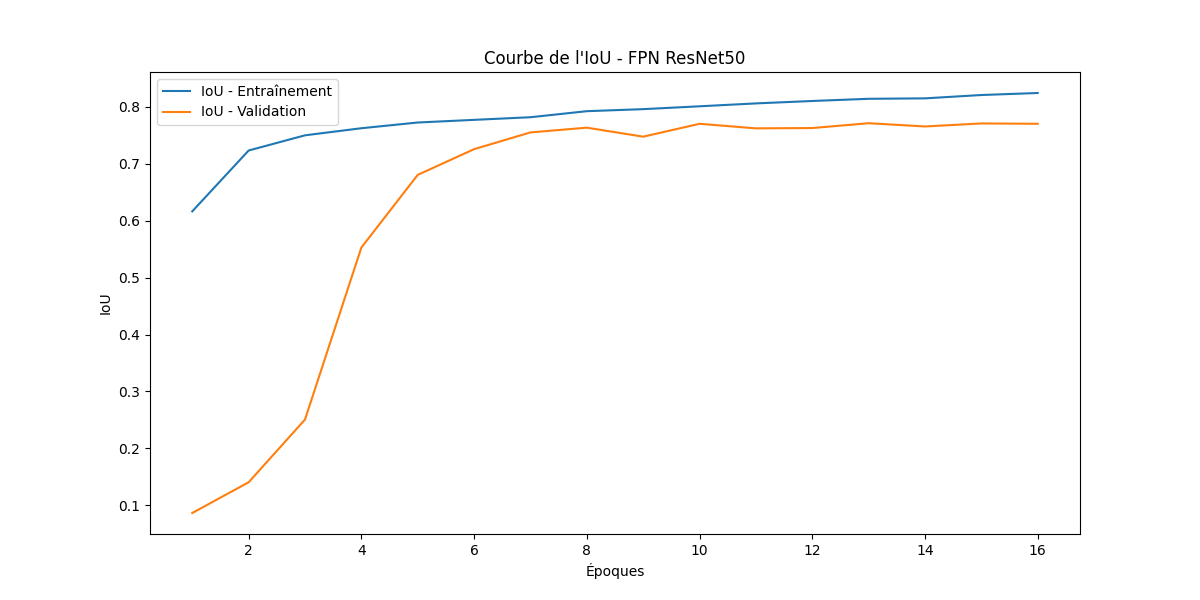 Courbe de l'IoU - FPN ResNet50
IoU - Entraînement
IoU - Validation
IoU
0.8
0.7
0.6
0.5
0.4
0.3
0.2
0.1
2 4 6 8 10 12 14 16
Époques